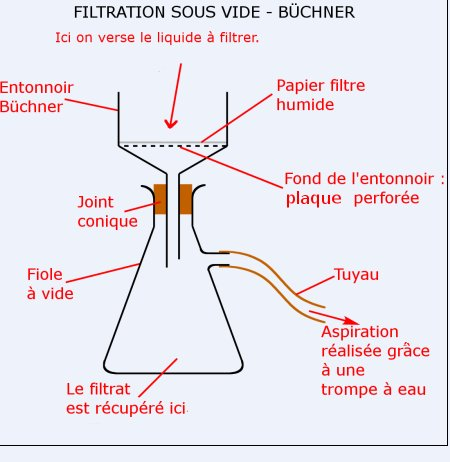 FILTRATION SOUS VIDE - BÜCHNER
Ici on verse le liquide à filtrer.
Entonnoir
Büchner
Papier filtre
humide
Fond de l'entonnoir :
plaque perforée
Joint
conique
Fiole
à vide
Tuyau
Aspiration
réalisée grâce
à une
trompe à eau
Le filtrat
est récupéré ici